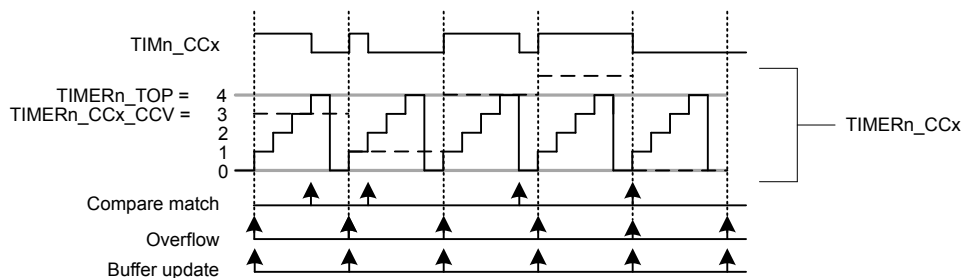 TIMn_CCx
TIMERn_TOP = 4
TIMERn_CCx_CCV = 3
2
1
0
TIMERn_CCx
Compare match
Overflow
Buffer update